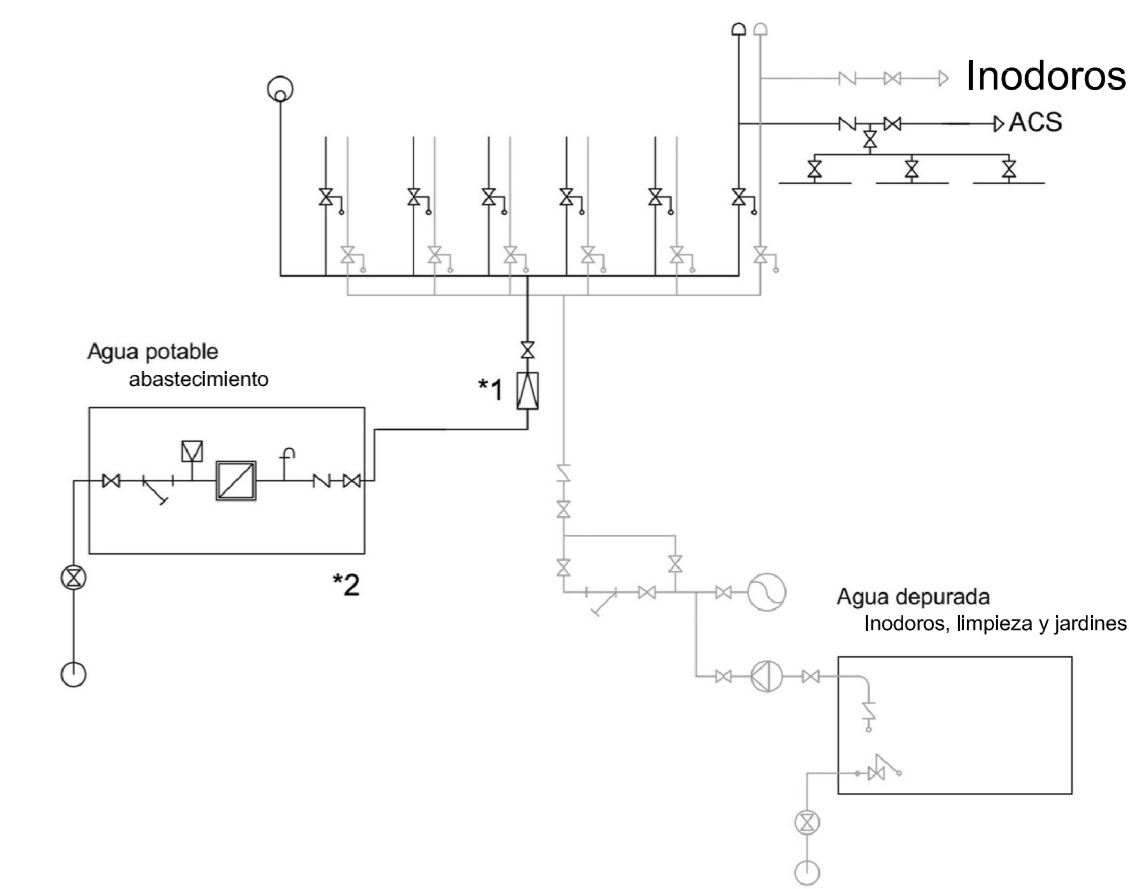 Inodoros
ACS
Agua potable
abastecimiento
*1
*2
Agua depurada
Inodoros, limpieza y jardines